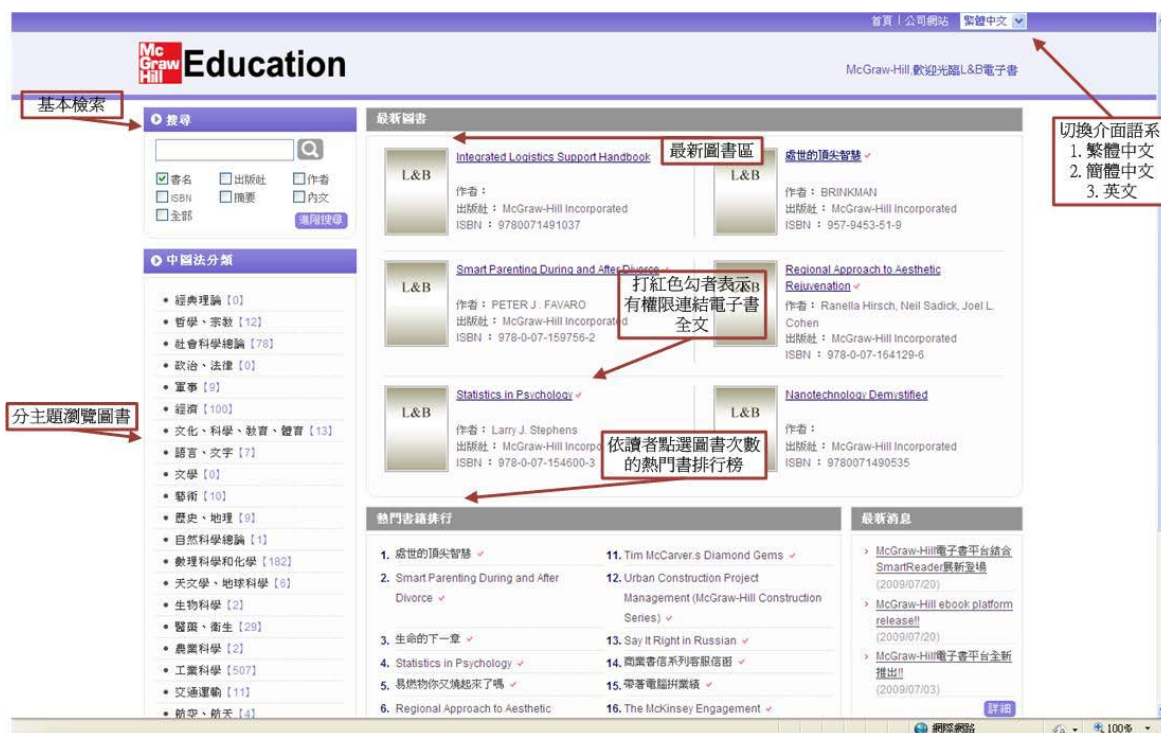 首頁 | 公司網站 繁體中文
Mc Graw Hill Education
McGraw-Hill,歡迎光臨L&B電子書
基本檢索
切換介面語系
1. 繁體中文
2. 簡體中文
3. 英文
搜尋
書名 出版社 作者
ISBN 摘要 內文
全部 進階搜尋
中圖法分類
經典理論【0】
哲學、宗教【12】
社會科學總論【78】
政治、法律【0】
軍事【9】
經濟【100】
文化、科學、教育、體育【13】
語言、文字【7】
文學【0】
藝術【10】
歷史、地理【9】
自然科學總論【1】
數理科學和化學【182】
天文學、地球科學【6】
生物科學【2】
醫藥、衛生【29】
農業科學【2】
工業科學【507】
交通運輸【11】
航空、航天【4】
分主題瀏覽圖書
最新圖書
最新圖書區
L&B
Integrated Logistics Support Handbook
作者：
出版社：McGraw-Hill Incorporated
ISBN：9780071491037
L&B
處世的頂尖智慧
作者：BRINKMAN
出版社：McGraw-Hill Incorporated
ISBN：957-9453-51-9
L&B
Smart Parenting During and After Divorce
作者：PETER J. FAVARO
出版社：McGraw-Hill Incorporated
ISBN：978-0-07-159756-2
打紅色勾者表示
有權限連結電子書
全文
L&B
Regional Approach to Aesthetic
Rejuvenation
作者：Ranella Hirsch, Neil Sadick, Joel L.
Cohen
出版社：McGraw-Hill Incorporated
ISBN：978-0-07-164129-6
L&B
Statistics in Psychology
作者：Larry J. Stephens
出版社：McGraw-Hill
ISBN：978-0-07-154600-3
依讀者點選圖書次數
的熱門書排行榜
L&B
Nanotechnology Demystified
作者：
出版社：McGraw-Hill Incorporated
ISBN：9780071490535
熱門書籍排行
1. 處世的頂尖智慧
2. Smart Parenting During and After
Divorce
3. 生命的下一章
4. Statistics in Psychology
5. 易燃物你又燒起來了嗎
6. Regional Approach to Aesthetic
11. Tim McCarver.s Diamond Gems
12. Urban Construction Project
Management (McGraw-Hill Construction
Series)
13. Say It Right in Russian
14. 商業書信系列客服信函
15. 帶著電腦拼業績
16. The McKinsey Engagement
最新消息
McGraw-Hill電子書平台結合
SmartReader展新登場
(2009/07/20)
McGraw-Hill ebook platform
release!!
(2009/07/20)
McGraw-Hill電子書平台全新
推出!!
(2009/07/03)
詳細
網際網路 100%